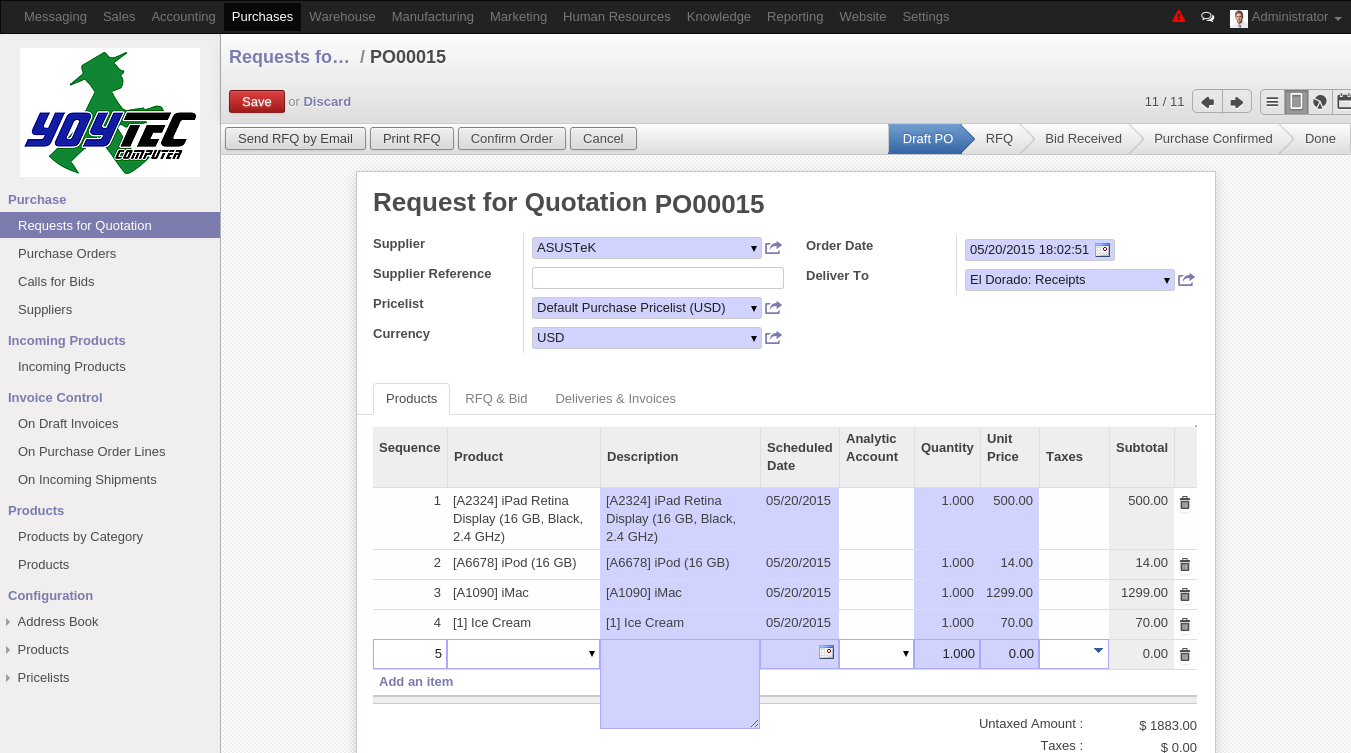 Messaging Sales Accounting Purchases Warehouse Manufacturing Marketing Human Resources Knowledge Reporting Website Settings Administrator
YOYTEC
COMPUTER
Purchase
Requests for Quotation
Purchase Orders
Calls for Bids
Suppliers
Incoming Products
Incoming Products
Invoice Control
On Draft Invoices
On Purchase Order Lines
On Incoming Shipments
Products
Products by Category
Products
Configuration
Address Book
Products
Pricelists
Requests fo… / PO00015
Save or Discard 11 / 11
Send RFQ by Email Print RFQ Confirm Order Cancel Draft PO RFQ Bid Received Purchase Confirmed Done
Request for Quotation PO00015
Supplier ASUSTeK Order Date 05/20/2015 18:02:51
Supplier Reference Deliver To El Dorado: Receipts
Pricelist Default Purchase Pricelist (USD)
Currency USD
Products RFQ & Bid Deliveries & Invoices
Sequence Product Description Scheduled Date Analytic Account Quantity Unit Price Taxes Subtotal
1 [A2324] iPad Retina [A2324] iPad Retina 05/20/2015 1.000 500.00 500.00
Display (16 GB, Black, Display (16 GB, Black,
2.4 GHz) 2.4 GHz)
2 [A6678] iPod (16 GB) [A6678] iPod (16 GB) 05/20/2015 1.000 14.00 14.00
3 [A1090] iMac [A1090] iMac 05/20/2015 1.000 1299.00 1299.00
4 [1] Ice Cream [1] Ice Cream 05/20/2015 1.000 70.00 70.00
5 1.000 0.00 0.00
Add an item
Untaxed Amount : $ 1883.00
Taxes : $ 0.00